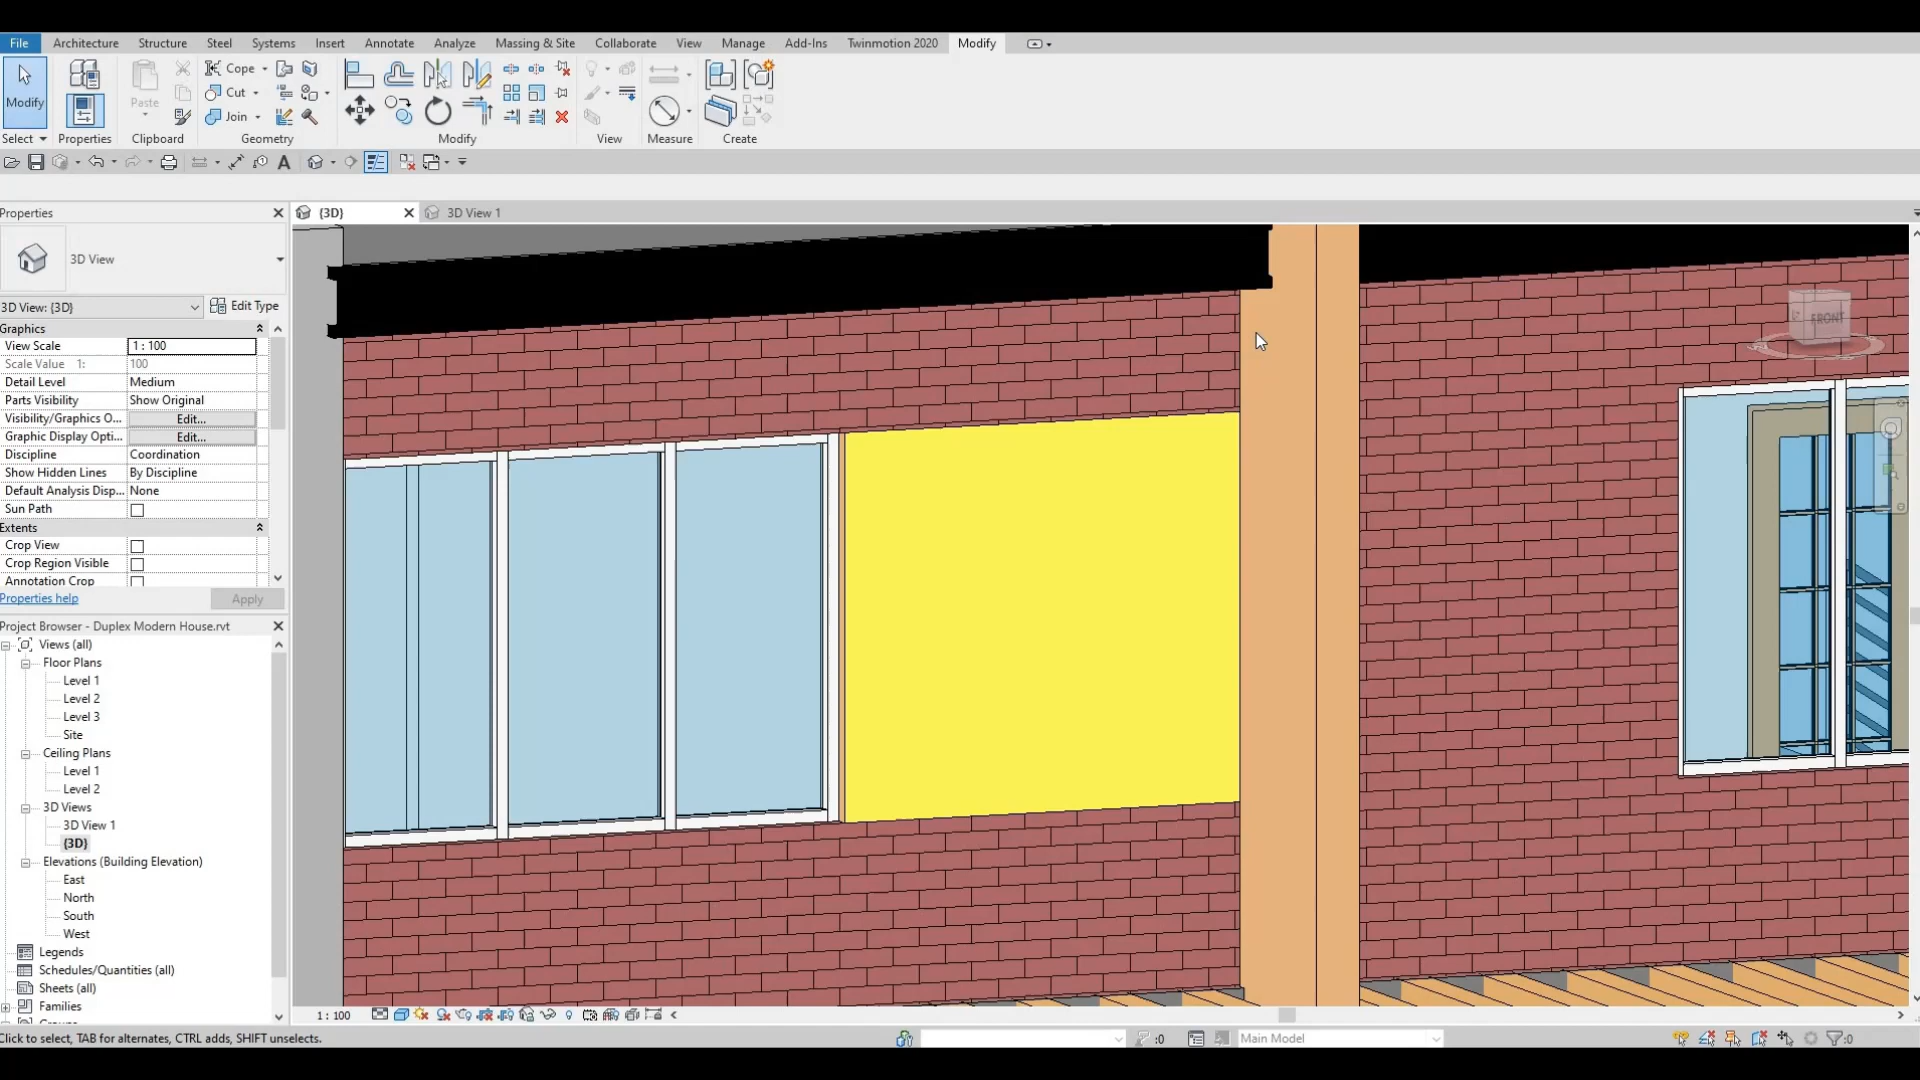 File Architecture Structure Steel Systems Insert Annotate Analyze Massing & Site Collaborate View Manage Add-Ins Twinmotion 2020 Modify
Modify
Paste
Cope
Cut
Join
Select Properties Clipboard Geometry Modify View Measure Create
Properties
{3D}
3D View 1
3D View
3D View: {3D}
Edit Type
Graphics
View Scale 1 : 100
Scale Value 1: 100
Detail Level Medium
Parts Visibility Show Original
Visibility/Graphics O... Edit...
Graphic Display Opti... Edit...
Discipline Coordination
Show Hidden Lines By Discipline
Default Analysis Disp... None
Sun Path
Extents
Crop View
Crop Region Visible
Annotation Crop
Properties help
Apply
FRONT
Project Browser - Duplex Modern House.rvt
Views (all)
Floor Plans
Level 1
Level 2
Level 3
Site
Ceiling Plans
Level 1
Level 2
3D Views
3D View 1
{3D}
Elevations (Building Elevation)
East
North
South
West
Legends
Schedules/Quantities (all)
Sheets (all)
Families
1 : 100
Click to select, TAB for alternates, CTRL adds, SHIFT unselects.
:0
Main Model
:0